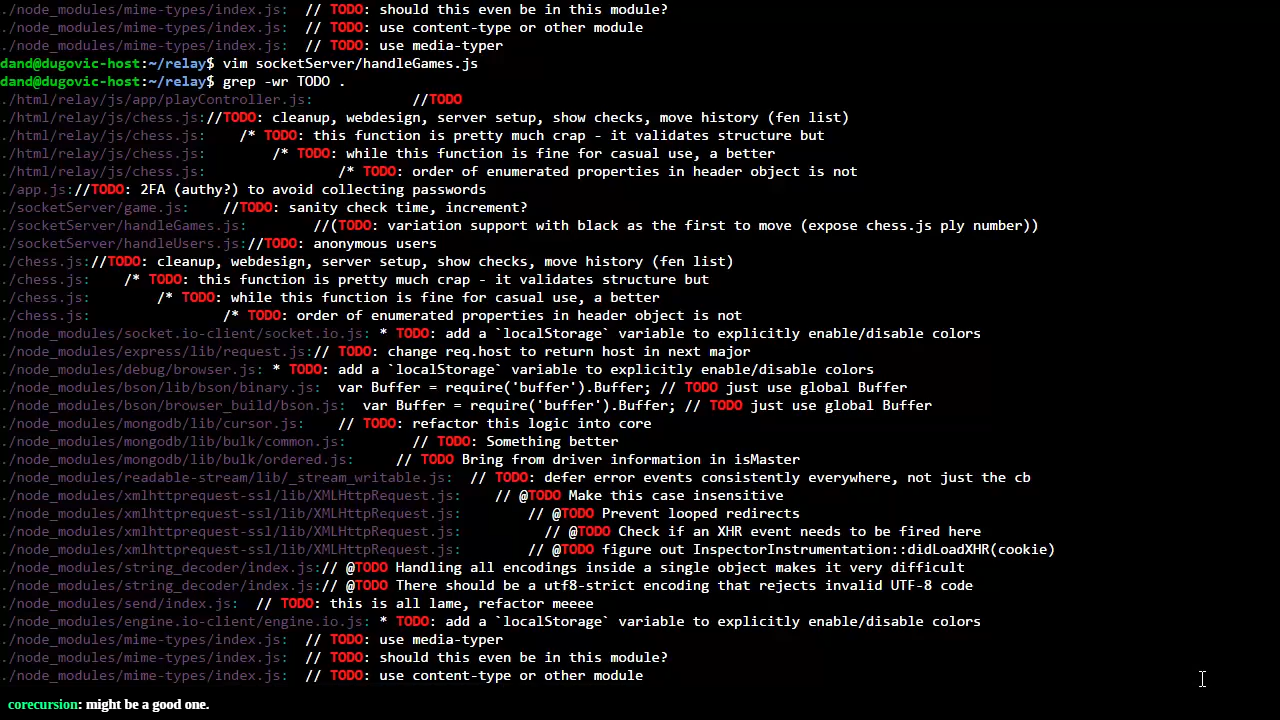 ./node_modules/mime-types/index.js:  // TODO: should this even be in this module?
./node_modules/mime-types/index.js:  // TODO: use content-type or other module
./node_modules/mime-types/index.js:  // TODO: use media-typer
dand@dugovic-host:~/relay$ vim socketServer/handleGames.js
dand@dugovic-host:~/relay$ grep -wr TODO .
./html/relay/js/app/playController.js:            //TODO
./html/relay/js/chess.js://TODO: cleanup, webdesign, server setup, show checks, move history (fen list)
./html/relay/js/chess.js:    /* TODO: this function is pretty much crap - it validates structure but
./html/relay/js/chess.js:        /* TODO: while this function is fine for casual use, a better
./html/relay/js/chess.js:                /* TODO: order of enumerated properties in header object is not
./app.js://TODO: 2FA (authy?) to avoid collecting passwords
./socketServer/game.js:    //TODO: sanity check time, increment?
./socketServer/handleGames.js:        //(TODO: variation support with black as the first to move (expose chess.js ply number))
./socketServer/handleUsers.js://TODO: anonymous users
./chess.js://TODO: cleanup, webdesign, server setup, show checks, move history (fen list)
./chess.js:    /* TODO: this function is pretty much crap - it validates structure but
./chess.js:        /* TODO: while this function is fine for casual use, a better
./chess.js:                /* TODO: order of enumerated properties in header object is not
./node_modules/socket.io-client/socket.io.js: * TODO: add a `localStorage` variable to explicitly enable/disable colors
./node_modules/express/lib/request.js:// TODO: change req.host to return host in next major
./node_modules/debug/browser.js: * TODO: add a `localStorage` variable to explicitly enable/disable colors
./node_modules/bson/lib/bson/binary.js:  var Buffer = require('buffer').Buffer; // TODO just use global Buffer
./node_modules/bson/browser_build/bson.js:  var Buffer = require('buffer').Buffer; // TODO just use global Buffer
./node_modules/mongodb/lib/cursor.js:    // TODO: refactor this logic into core
./node_modules/mongodb/lib/bulk/common.js:        // TODO: Something better
./node_modules/mongodb/lib/bulk/ordered.js:     // TODO Bring from driver information in isMaster
./node_modules/readable-stream/lib/_stream_writable.js:  // TODO: defer error events consistently everywhere, not just the cb
./node_modules/xmlhttprequest-ssl/lib/XMLHttpRequest.js:    // @TODO Make this case insensitive
./node_modules/xmlhttprequest-ssl/lib/XMLHttpRequest.js:        // @TODO Prevent looped redirects
./node_modules/xmlhttprequest-ssl/lib/XMLHttpRequest.js:          // @TODO Check if an XHR event needs to be fired here
./node_modules/xmlhttprequest-ssl/lib/XMLHttpRequest.js:        // @TODO figure out InspectorInstrumentation::didLoadXHR(cookie)
./node_modules/string_decoder/index.js:// @TODO Handling all encodings inside a single object makes it very difficult
./node_modules/string_decoder/index.js:// @TODO There should be a utf8-strict encoding that rejects invalid UTF-8 code
./node_modules/send/index.js:  // TODO: this is all lame, refactor meeee
./node_modules/engine.io-client/engine.io.js: * TODO: add a `localStorage` variable to explicitly enable/disable colors
./node_modules/mime-types/index.js:  // TODO: use media-typer
./node_modules/mime-types/index.js:  // TODO: should this even be in this module?
./node_modules/mime-types/index.js:  // TODO: use content-type or other module
corecursion: might be a good one.